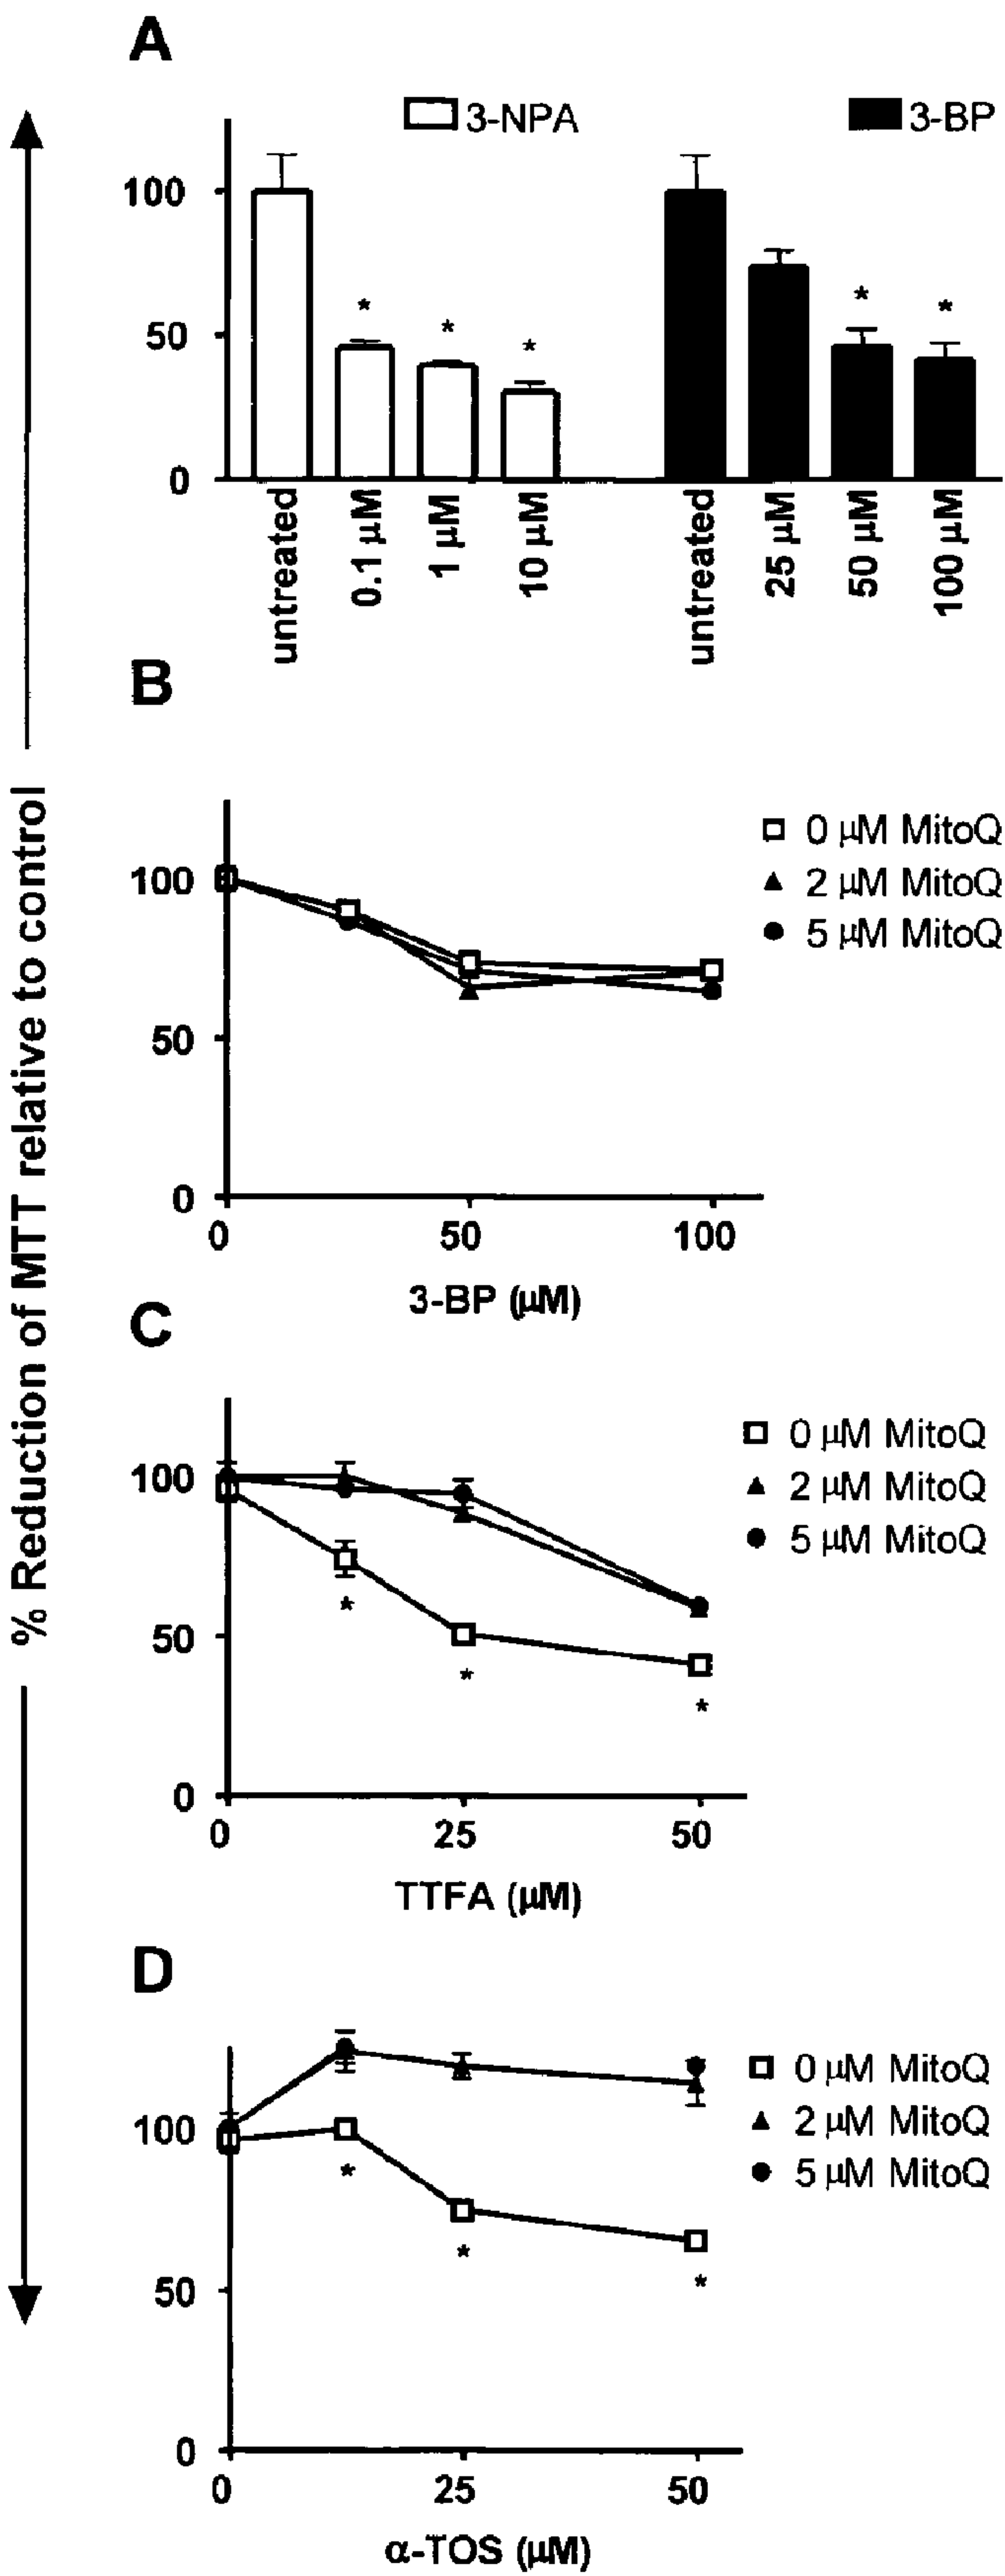 A
3-NPA 3-BP
100
50
0
untreated 0.1 μM 1 μM 10 μM untreated 25 μM 50 μM 100 μM
* * * * *
% Reduction of MTT relative to control
B
0 μM MitoQ
2 μM MitoQ
5 μM MitoQ
100
50
0
0 50 100
3-BP (μM)
C
0 μM MitoQ
2 μM MitoQ
5 μM MitoQ
100
50
0
* * *
0 25 50
TTFA (μM)
D
0 μM MitoQ
2 μM MitoQ
5 μM MitoQ
100
50
0
* * *
0 25 50
α-TOS (μM)